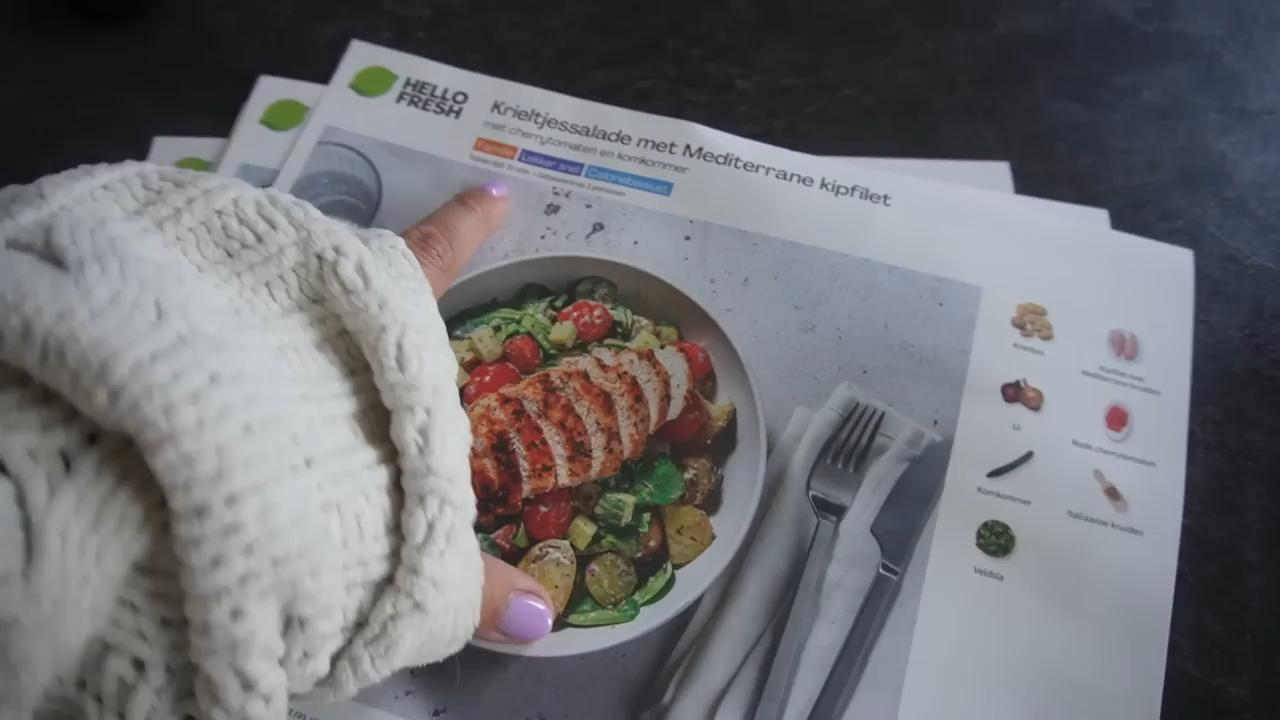 HELLO
FRESH
Krieltjessalade met Mediterrane kipfilet
met cherrytomaten en komkommer
Familie Lekker snel Caloriebewust
Krieltjes
Kipfilet met
Mediterrane kruiden
Ui
Rode cherrytomaten
Komkommer
Italiaanse kruiden
Veldsla